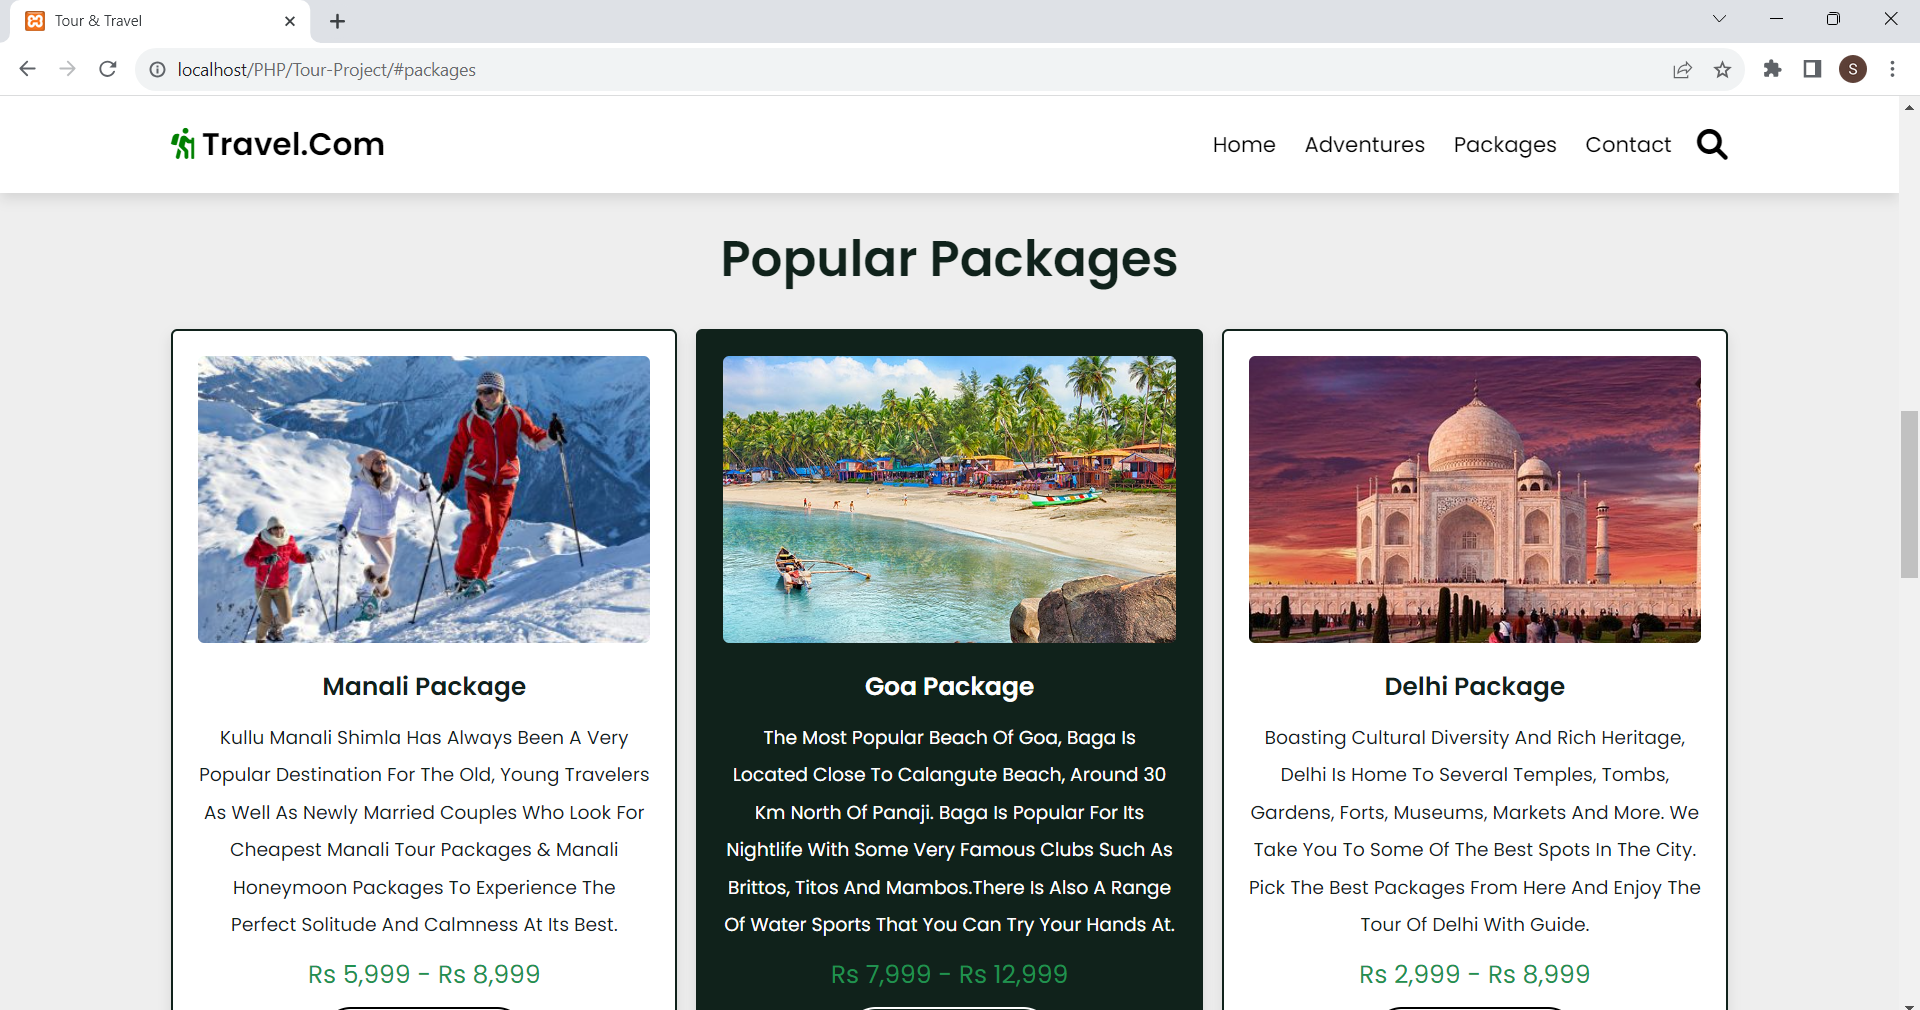 Tour & Travel
localhost/PHP/Tour-Project/#packages
S
Travel.Com
Home Adventures Packages Contact
Popular Packages
Manali Package
Kullu Manali Shimla Has Always Been A Very
Popular Destination For The Old, Young Travelers
As Well As Newly Married Couples Who Look For
Cheapest Manali Tour Packages & Manali
Honeymoon Packages To Experience The
Perfect Solitude And Calmness At Its Best.
Rs 5,999 - Rs 8,999
Goa Package
The Most Popular Beach Of Goa, Baga Is
Located Close To Calangute Beach, Around 30
Km North Of Panaji. Baga Is Popular For Its
Nightlife With Some Very Famous Clubs Such As
Brittos, Titos And Mambos.There Is Also A Range
Of Water Sports That You Can Try Your Hands At.
Rs 7,999 - Rs 12,999
Delhi Package
Boasting Cultural Diversity And Rich Heritage,
Delhi Is Home To Several Temples, Tombs,
Gardens, Forts, Museums, Markets And More. We
Take You To Some Of The Best Spots In The City.
Pick The Best Packages From Here And Enjoy The
Tour Of Delhi With Guide.
Rs 2,999 - Rs 8,999